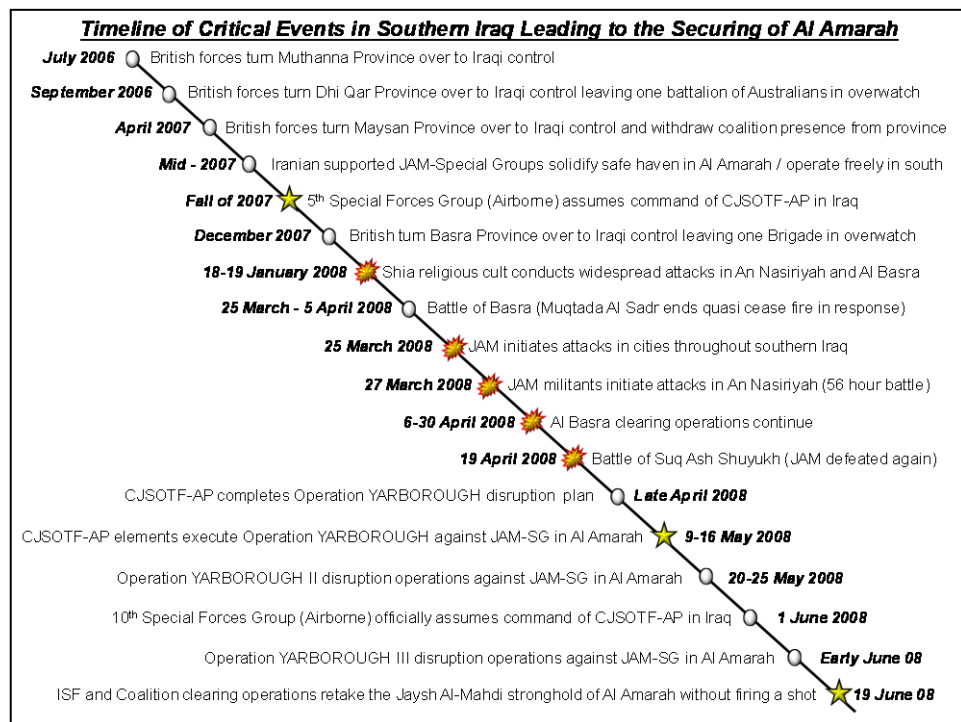 Timeline of Critical Events in Southern Iraq Leading to the Securing of Al Amarah
July 2006 British forces turn Muthanna Province over to Iraqi control
September 2006 British forces turn Dhi Qar Province over to Iraqi control leaving one battalion of Australians in overwatch
April 2007 British forces turn Maysan Province over to Iraqi control and withdraw coalition presence from province
Mid - 2007 Iranian supported JAM-Special Groups solidify safe haven in Al Amarah / operate freely in south
Fall of 2007 5th Special Forces Group (Airborne) assumes command of CJSOTF-AP in Iraq
December 2007 British turn Basra Province over to Iraqi control leaving one Brigade in overwatch
18-19 January 2008 Shia religious cult conducts widespread attacks in An Nasiriyah and Al Basra
25 March - 5 April 2008 Battle of Basra (Muqtada Al Sadr ends quasi cease fire in response)
25 March 2008 JAM initiates attacks in cities throughout southern Iraq
27 March 2008 JAM militants initiate attacks in An Nasiriyah (56 hour battle)
6-30 April 2008 Al Basra clearing operations continue
19 April 2008 Battle of Suq Ash Shuyukh (JAM defeated again)
CJSOTF-AP completes Operation YARBOROUGH disruption plan Late April 2008
CJSOTF-AP elements execute Operation YARBOROUGH against JAM-SG in Al Amarah 9-16 May 2008
Operation YARBOROUGH II disruption operations against JAM-SG in Al Amarah 20-25 May 2008
10th Special Forces Group (Airborne) officially assumes command of CJSOTF-AP in Iraq 1 June 2008
Operation YARBOROUGH III disruption operations against JAM-SG in Al Amarah Early June 08
ISF and Coalition clearing operations retake the Jaysh Al-Mahdi stronghold of Al Amarah without firing a shot 19 June 08